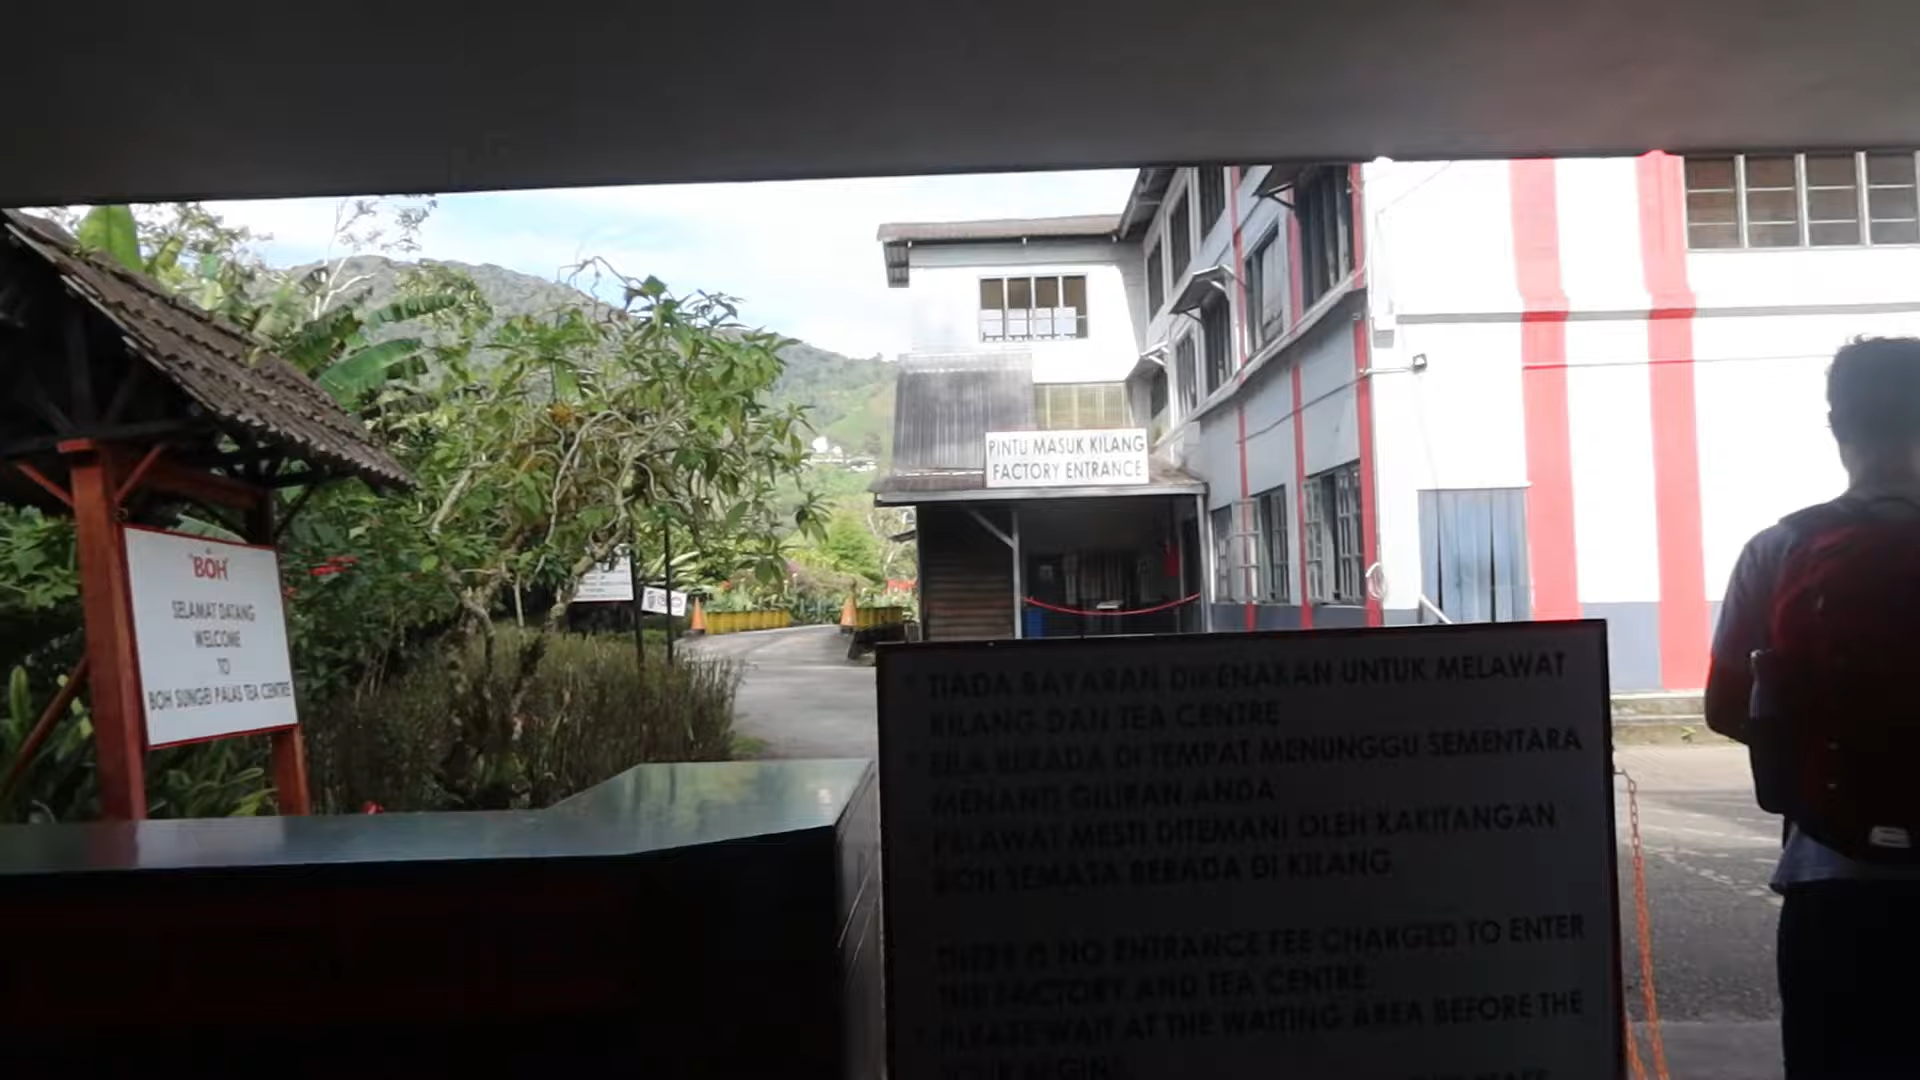 BOH
SELAMAT DATANG
WELCOME
TO
BOH SUNGEI PALAS TEA CENTRE
PINTU MASUK KILANG
FACTORY ENTRANCE
* TIADA BAYARAN DIKENAKAN UNTUK MELAWAT
KILANG DAN TEA CENTRE
* SILA BERADA DI TEMPAT MENUNGGU SEMENTARA
MENANTI GILIRAN ANDA
* PELAWAT MESTI DITEMANI OLEH KAKITANGAN
BOH SEMASA BERADA DI KILANG
* THERE IS NO ENTRANCE FEE CHARGED TO ENTER
THE FACTORY AND TEA CENTRE.
* PLEASE WAIT AT THE WAITING AREA BEFORE THE
TOUR BEGINS.